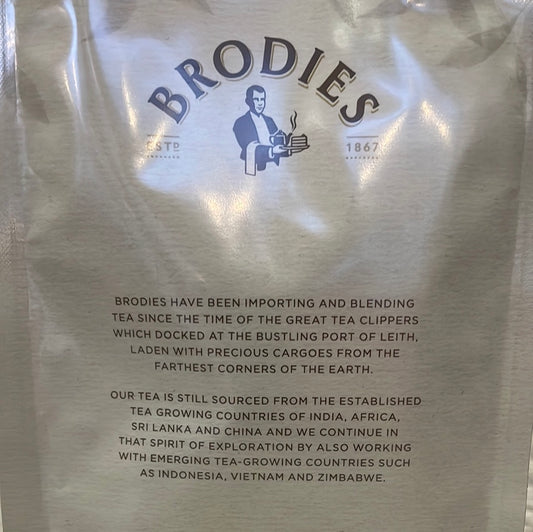 BRODIES
ESTD 1867
BRODIES HAVE BEEN IMPORTING AND BLENDING
TEA SINCE THE TIME OF THE GREAT TEA CLIPPERS
WHICH DOCKED AT THE BUSTLING PORT OF LEITH,
LADEN WITH PRECIOUS CARGOES FROM THE
FARTHEST CORNERS OF THE EARTH.
OUR TEA IS STILL SOURCED FROM THE ESTABLISHED
TEA GROWING COUNTRIES OF INDIA, AFRICA,
SRI LANKA AND CHINA AND WE CONTINUE IN
THAT SPIRIT OF EXPLORATION BY ALSO WORKING
WITH EMERGING TEA-GROWING COUNTRIES SUCH
AS INDONESIA, VIETNAM AND ZIMBABWE.